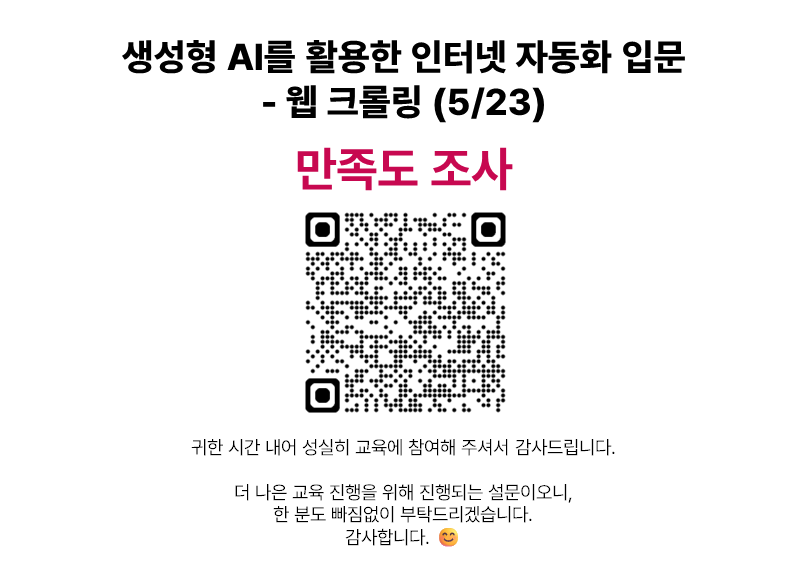 생성형 AI를 활용한 인터넷 자동화 입문
- 웹 크롤링 (5/23)
만족도 조사
귀한 시간 내어 성실히 교육에 참여해 주셔서 감사드립니다.
더 나은 교육 진행을 위해 진행되는 설문이오니,
한 분도 빠짐없이 부탁드리겠습니다.
감사합니다. 😊